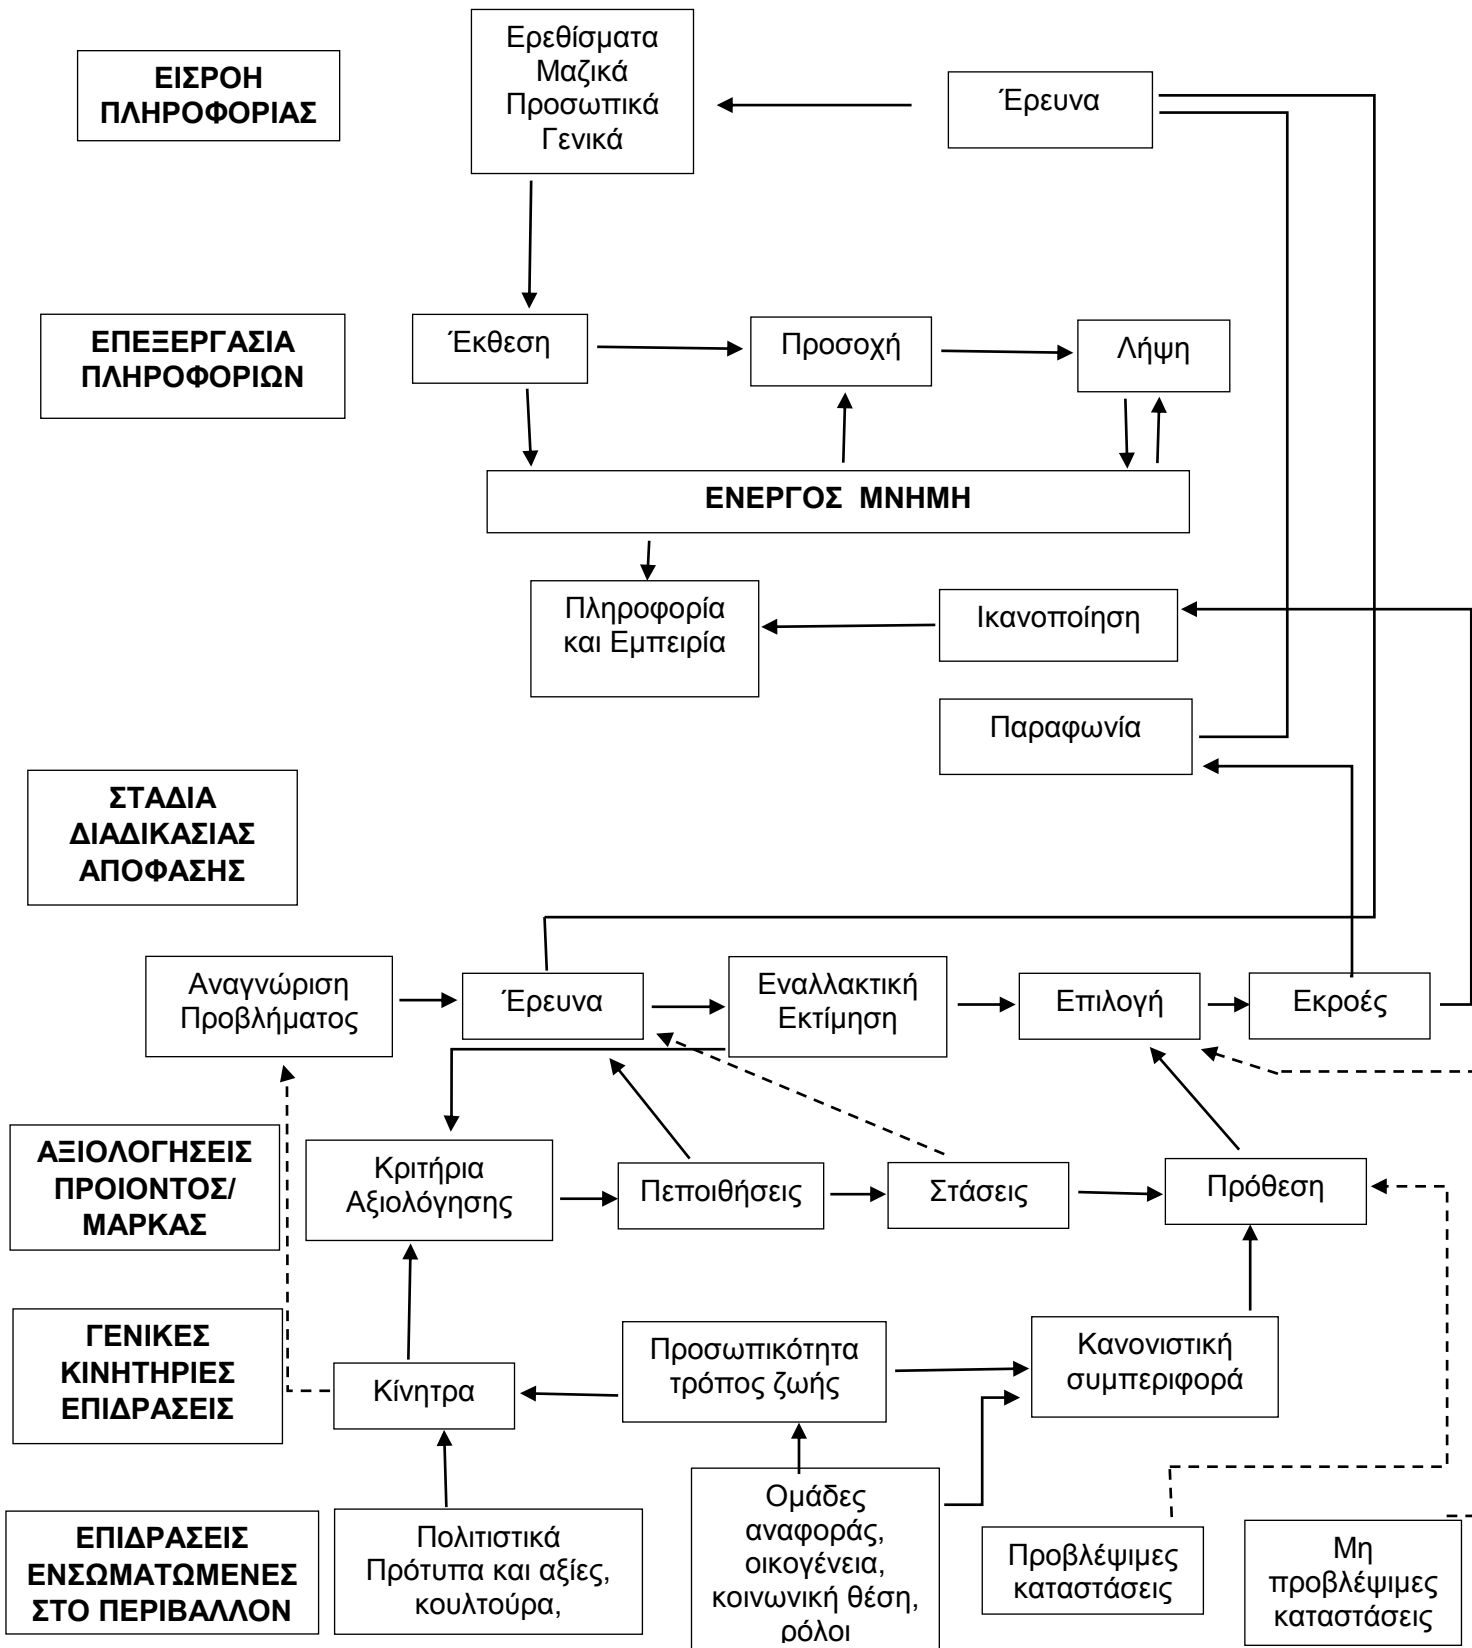 Ερεθίσματα
Μαζικά
Προσωπικά
Γενικά
ΕΙΣΡΟΗ
ΠΛΗΡΟΦΟΡΙΑΣ
Έρευνα
ΕΠΕΞΕΡΓΑΣΙΑ
ΠΛΗΡΟΦΟΡΙΩΝ
Έκθεση
Προσοχή
Λήψη
ΕΝΕΡΓΟΣ ΜΝΗΜΗ
Πληροφορία
και Εμπειρία
Ικανοποίηση
Παραφωνία
ΣΤΑΔΙΑ
ΔΙΑΔΙΚΑΣΙΑΣ
ΑΠΟΦΑΣΗΣ
Αναγνώριση
Προβλήματος
Έρευνα
Εναλλακτική
Εκτίμηση
Επιλογή
Εκροές
ΑΞΙΟΛΟΓΗΣΕΙΣ
ΠΡΟΙΟΝΤΟΣ/
ΜΑΡΚΑΣ
Κριτήρια
Αξιολόγησης
Πεποιθήσεις
Στάσεις
Πρόθεση
ΓΕΝΙΚΕΣ
ΚΙΝΗΤΗΡΙΕΣ
ΕΠΙΔΡΑΣΕΙΣ
Κίνητρα
Προσωπικότητα
τρόπος ζωής
Κανονιστική
συμπεριφορά
ΕΠΙΔΡΑΣΕΙΣ
ΕΝΣΩΜΑΤΩΜΕΝΕΣ
ΣΤΟ ΠΕΡΙΒΑΛΛΟΝ
Πολιτιστικά
Πρότυπα και αξίες,
κουλτούρα,
Ομάδες
αναφοράς,
οικογένεια,
κοινωνική θέση,
ρόλοι
Προβλέψιμες
καταστάσεις
Μη
προβλέψιμες
καταστάσεις